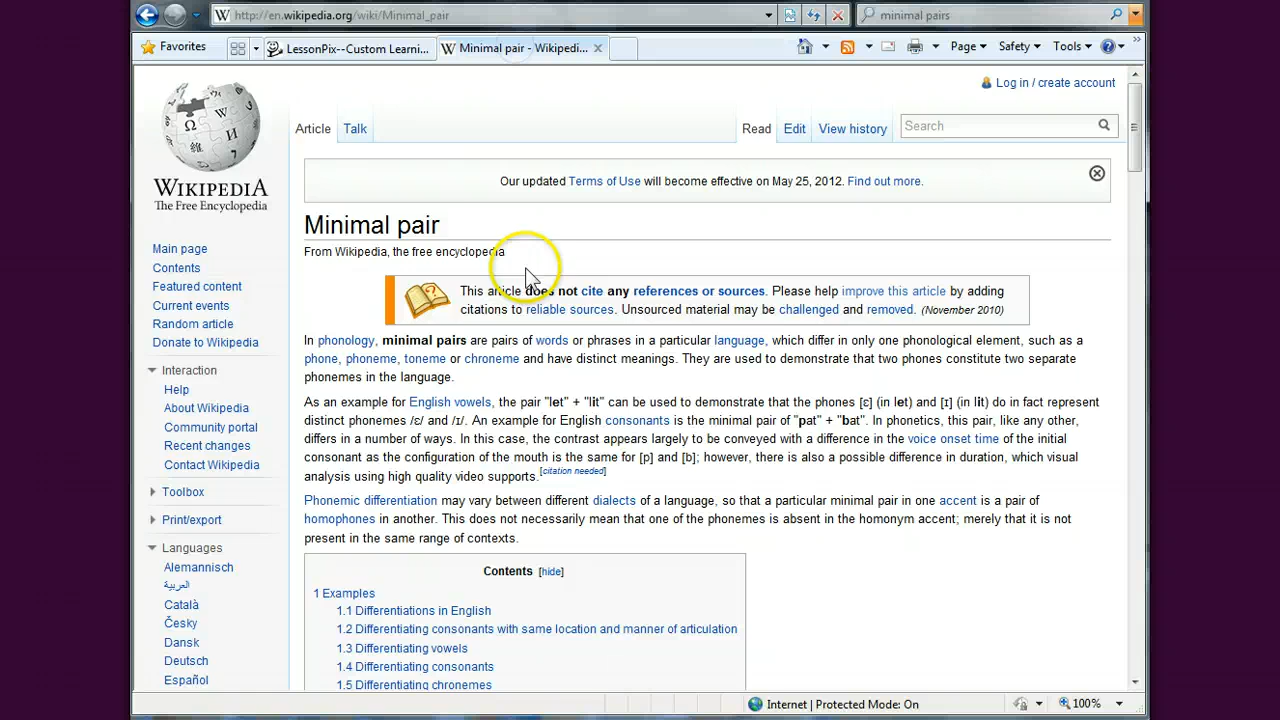 http://en.wikipedia.org/wiki/Minimal_pair
minimal pairs
Favorites
LessonPix--Custom Learni...
Minimal pair - Wikipedi...
Page
Safety
Tools
Log in / create account
Article
Talk
Read
Edit
View history
Search
Our updated Terms of Use will become effective on May 25, 2012. Find out more.
WIKIPEDIA
The Free Encyclopedia
Minimal pair
From Wikipedia, the free encyclopedia
This article does not cite any references or sources. Please help improve this article by adding
citations to reliable sources. Unsourced material may be challenged and removed. (November 2010)
In phonology, minimal pairs are pairs of words or phrases in a particular language, which differ in only one phonological element, such as a
phone, phoneme, toneme or chroneme and have distinct meanings. They are used to demonstrate that two phones constitute two separate
phonemes in the language.
As an example for English vowels, the pair "let" + "lit" can be used to demonstrate that the phones [ɛ] (in let) and [ɪ] (in lit) do in fact represent
distinct phonemes /ɛ/ and /ɪ/. An example for English consonants is the minimal pair of "pat" + "bat". In phonetics, this pair, like any other,
differs in a number of ways. In this case, the contrast appears largely to be conveyed with a difference in the voice onset time of the initial
consonant as the configuration of the mouth is the same for [p] and [b]; however, there is also a possible difference in duration, which visual
analysis using high quality video supports.[citation needed]
Phonemic differentiation may vary between different dialects of a language, so that a particular minimal pair in one accent is a pair of
homophones in another. This does not necessarily mean that one of the phonemes is absent in the homonym accent; merely that it is not
present in the same range of contexts.
Contents [hide]
1 Examples
1.1 Differentiations in English
1.2 Differentiating consonants with same location and manner of articulation
1.3 Differentiating vowels
1.4 Differentiating consonants
1.5 Differentiating chronemes
Main page
Contents
Featured content
Current events
Random article
Donate to Wikipedia
Interaction
Help
About Wikipedia
Community portal
Recent changes
Contact Wikipedia
Toolbox
Print/export
Languages
Alemannisch
العربية
Català
Česky
Dansk
Deutsch
Español
Internet | Protected Mode: On
100%